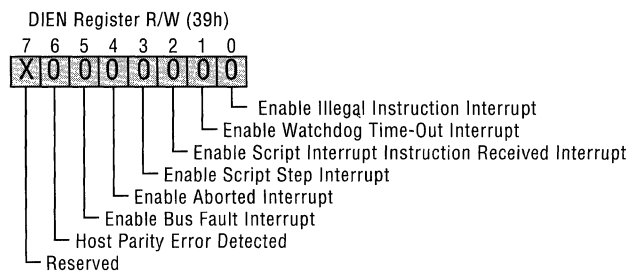 DIEN Register R/W (39h)
7 6 5 4 3 2 1 0
X 0 0 0 0 0 0 0
Enable Illegal Instruction Interrupt
Enable Watchdog Time-Out Interrupt
Enable Script Interrupt Instruction Received Interrupt
Enable Script Step Interrupt
Enable Aborted Interrupt
Enable Bus Fault Interrupt
Host Parity Error Detected
Reserved